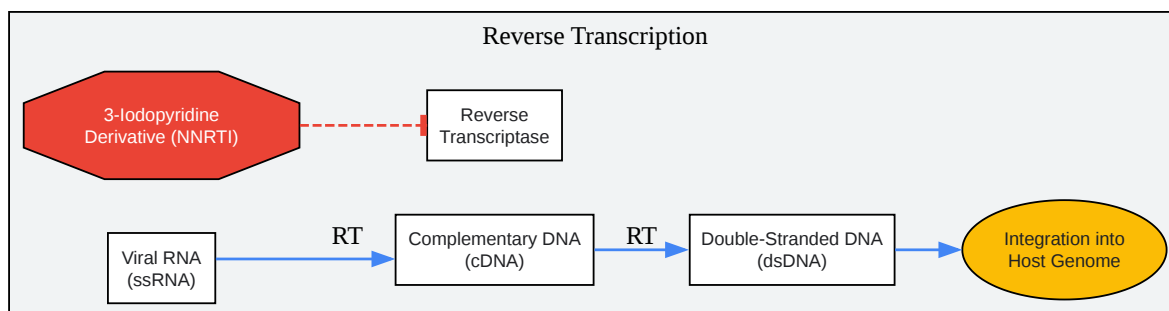 Reverse Transcription
3-Iodopyridine
Derivative (NNRTI)
Reverse
Transcriptase
RT
RT
Viral RNA
(ssRNA)
Complementary DNA
(cDNA)
Double-Stranded DNA
(dsDNA)
Integration into
Host Genome